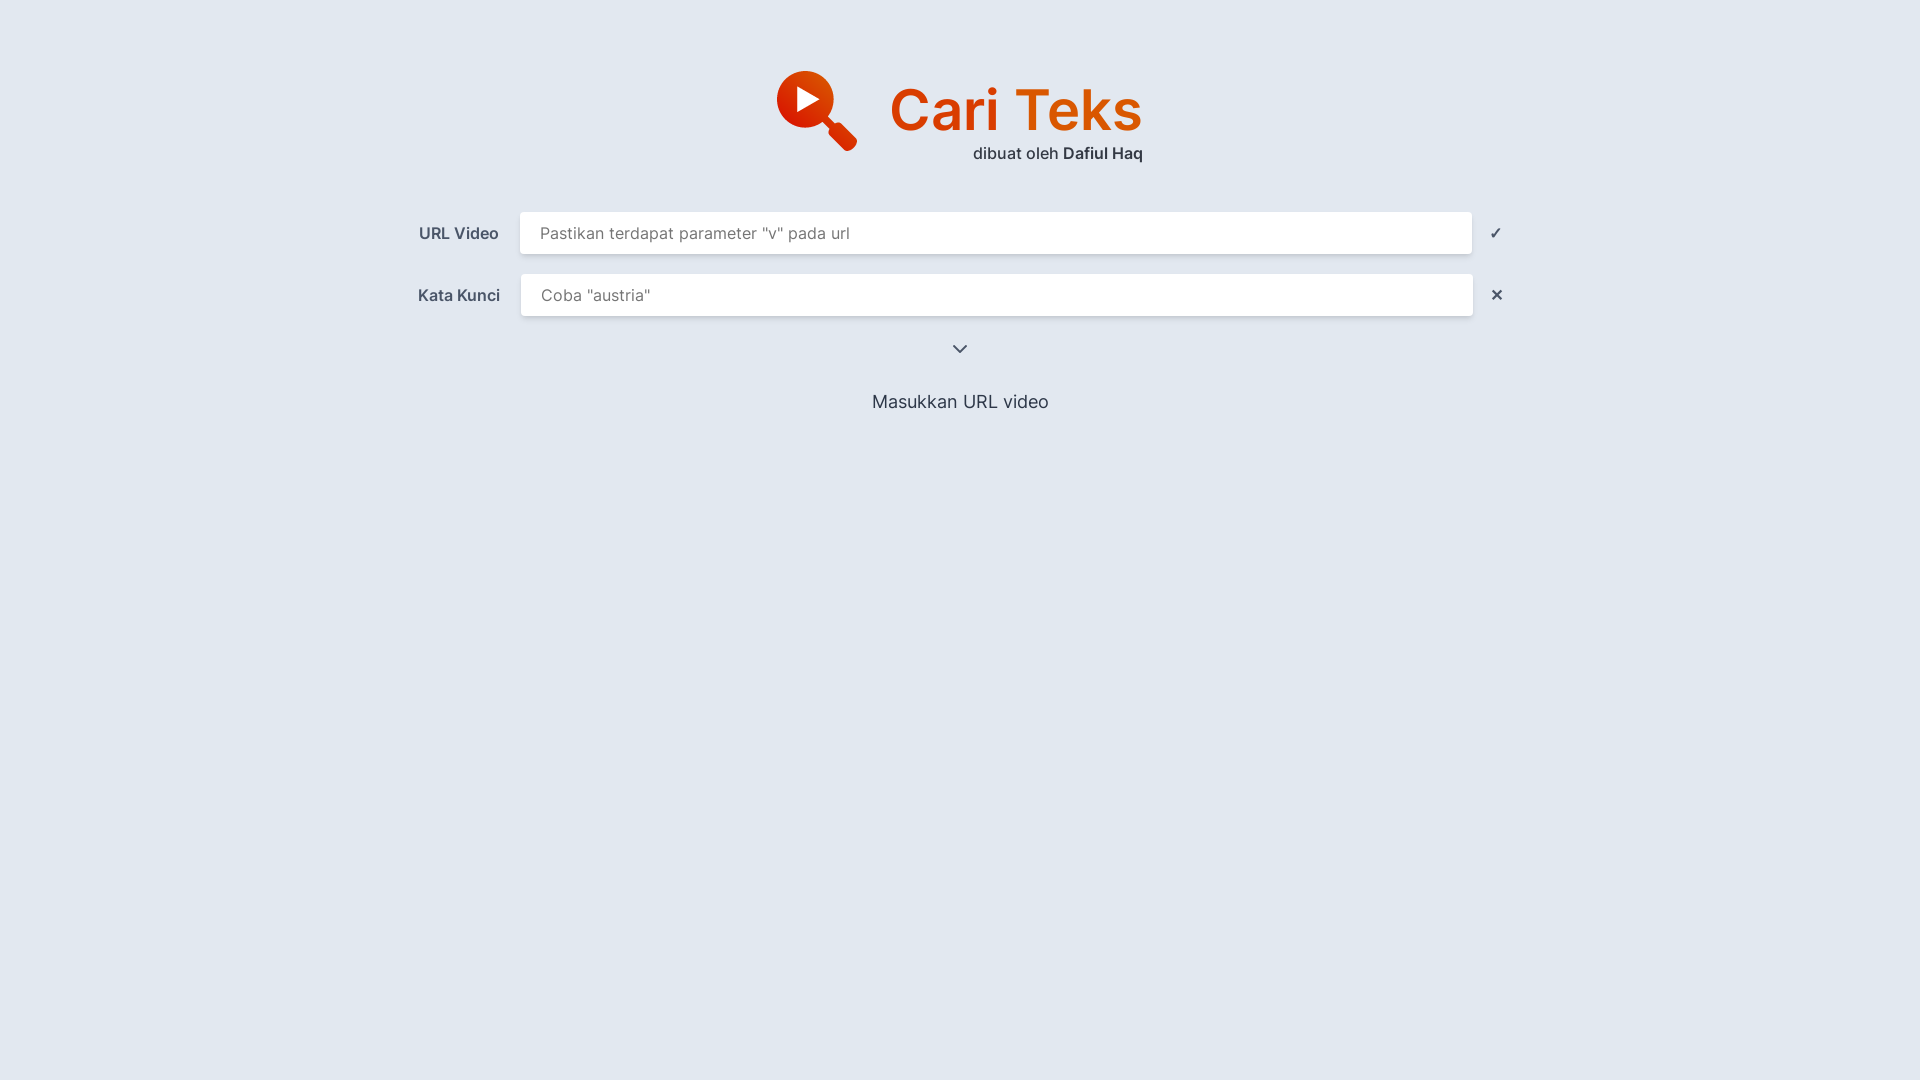 Cari Teks
dibuat oleh Dafiul Haq
URL Video
Pastikan terdapat parameter "v" pada url
✓
Kata Kunci
Coba "austria"
✕
Masukkan URL video